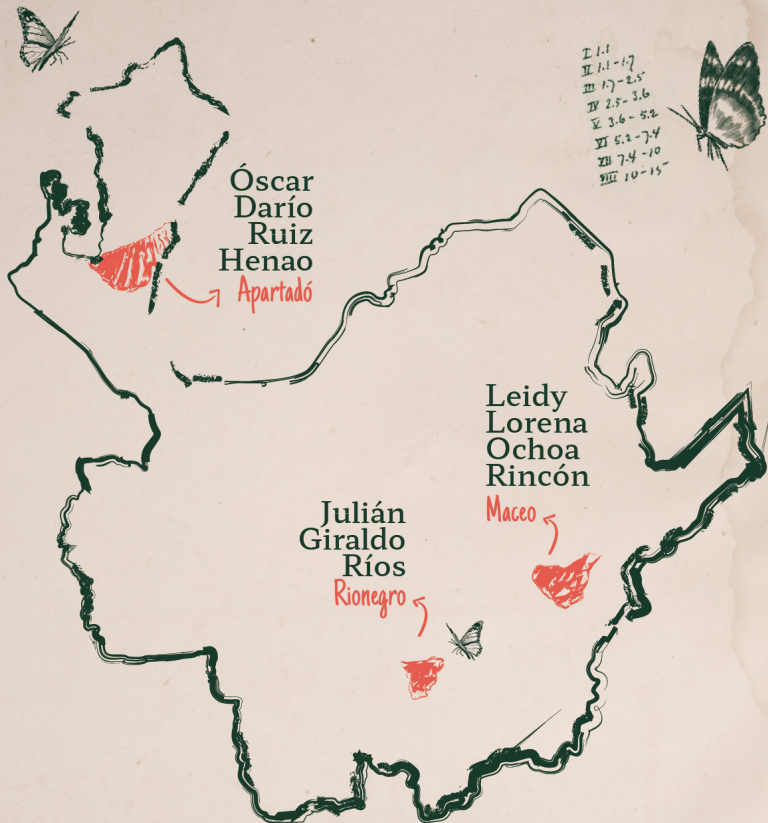 I 1.1
II 1.1-1.7
III 1.7-2.5
IV 2.5-3.6
V 3.6-5.2
VI 5.2-7.4
VII 7.4-10
VIII 10-15
Óscar
Darío
Ruiz
Henao
Apartadó
Leidy
Lorena
Ochoa
Rincón
Maceo
Julián
Giraldo
Ríos
Rionegro